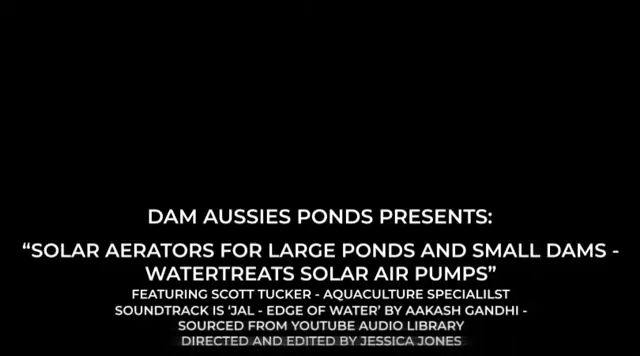 DAM AUSSIES PONDS PRESENTS:
“SOLAR AERATORS FOR LARGE PONDS AND SMALL DAMS -
WATERTREATS SOLAR AIR PUMPS”
FEATURING SCOTT TUCKER - AQUACULTURE SPECIALILST
SOUNDTRACK IS ‘JAL - EDGE OF WATER’ BY AAKASH GANDHI -
SOURCED FROM YOUTUBE AUDIO LIBRARY
DIRECTED AND EDITED BY JESSICA JONES